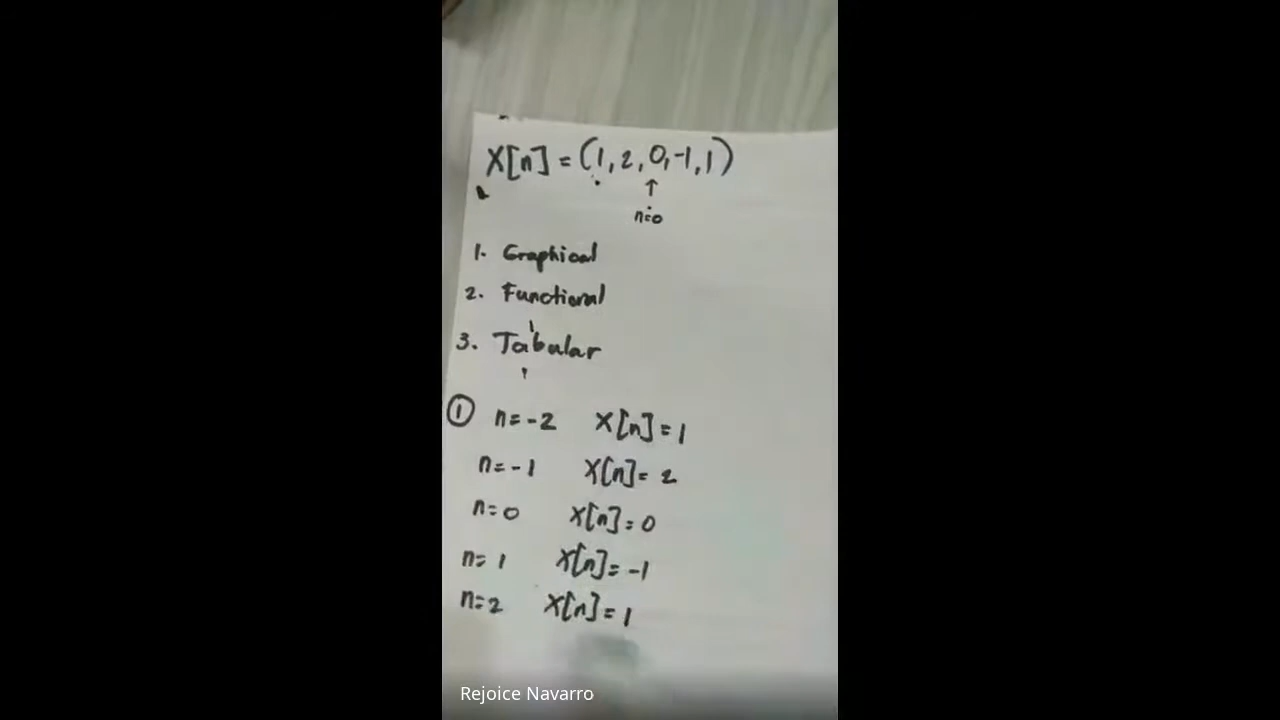 X[n] = (1, 2, 0, -1, 1)
↑
n=0
1. Graphical
2. Functional
3. Tabular
① n = -2 X[n] = 1
n = -1 X[n] = 2
n = 0 X[n] = 0
n = 1 X[n] = -1
n = 2 X[n] = 1
Rejoice Navarro